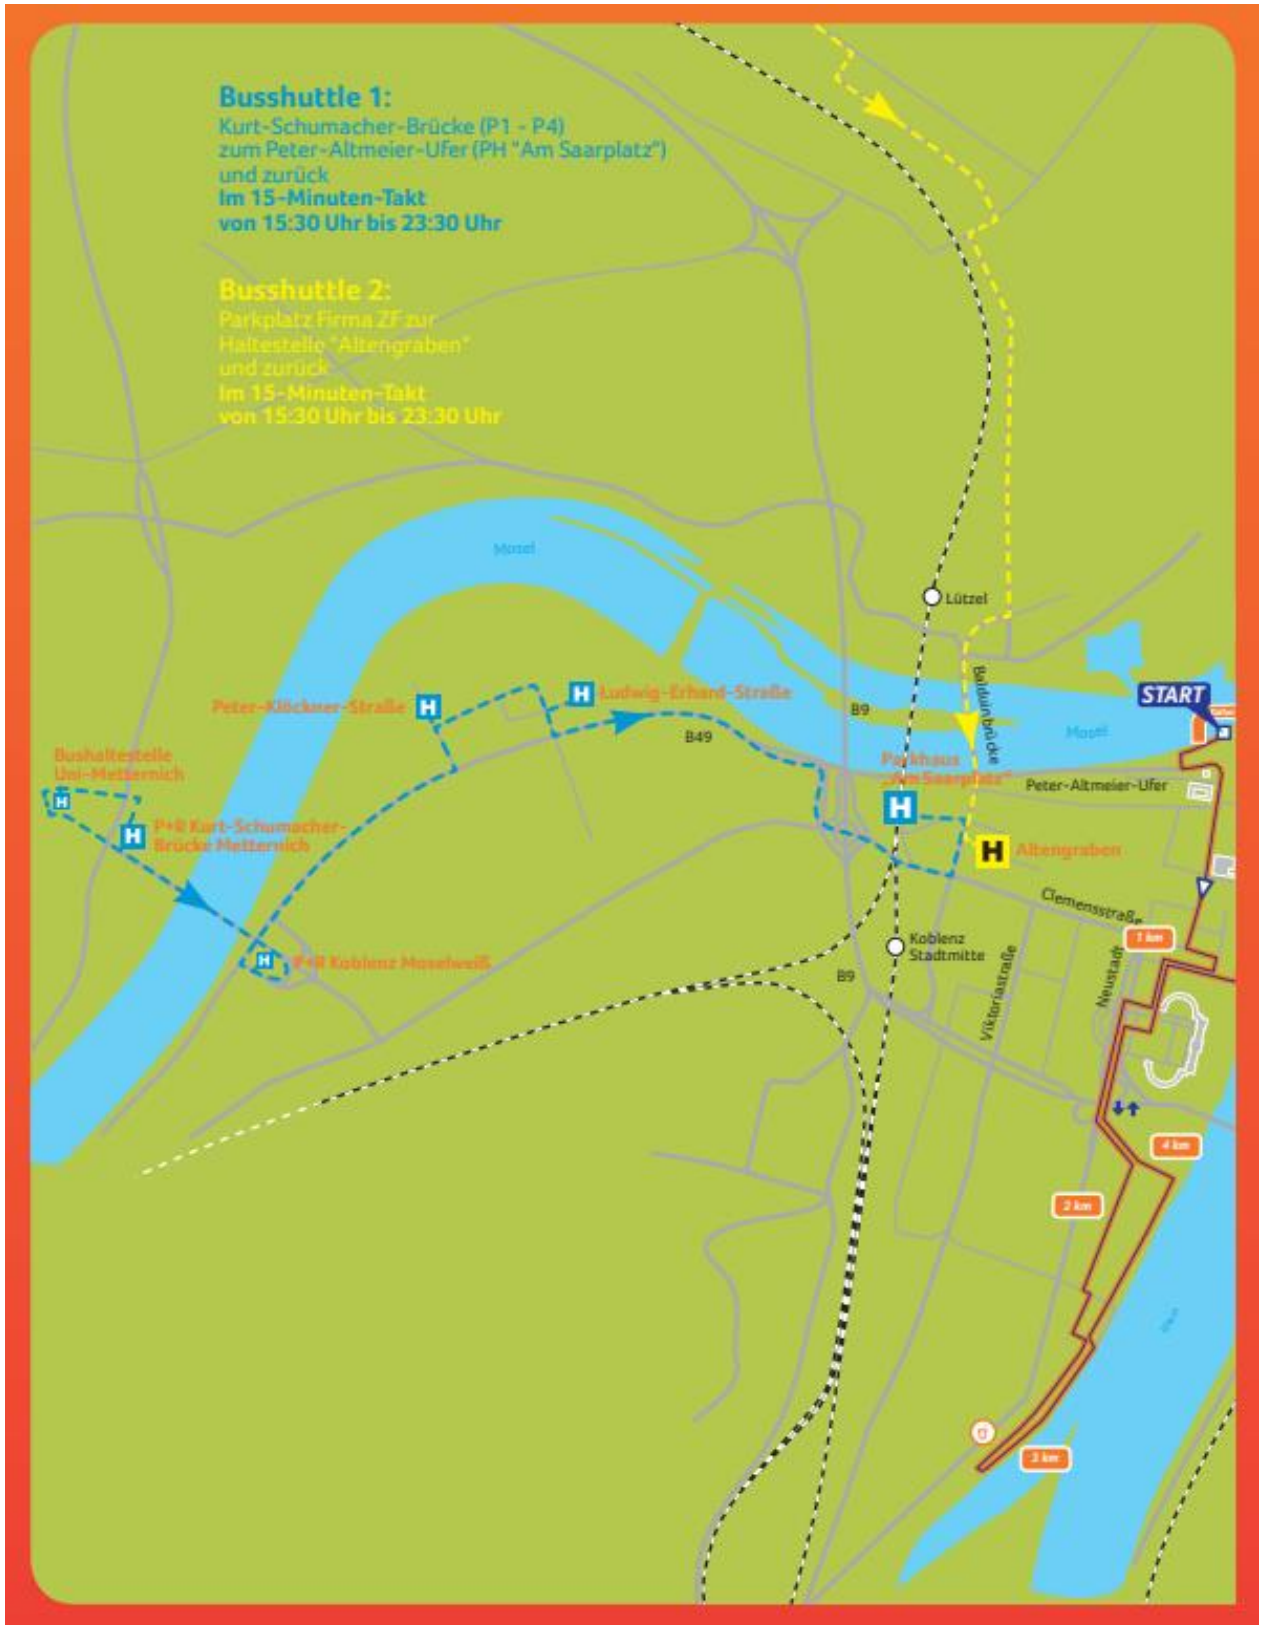 Busshuttle 1:
Kurt-Schumacher-Brücke (P1 - P4)
zum Peter-Altmeier-Ufer (PH "Am Saarplatz")
und zurück
Im 15-Minuten-Takt
von 15:30 Uhr bis 23:30 Uhr
Busshuttle 2:
Parkplatz Firma ZF zur
Haltestelle "Altengraben"
und zurück
Im 15-Minuten-Takt
von 15:30 Uhr bis 23:30 Uhr
Mosel
Lützel
Balduinbrücke
START
Peter-Klöckner-Straße
H
H
Ludwig-Erhard-Straße
B9
B49
Mosel
Bushaltestelle
Uni-Metternich
H
Parkhaus
„Am Saarplatz"
H
Peter-Altmeier-Ufer
H
P+R Kurt-Schumacher-
Brücke Metternich
H
Altengraben
Clemensstraße
1 km
Koblenz
Stadtmitte
H
P+R Koblenz Moselweiß
B9
Viktoriastraße
Neustadt
4 km
2 km
3 km